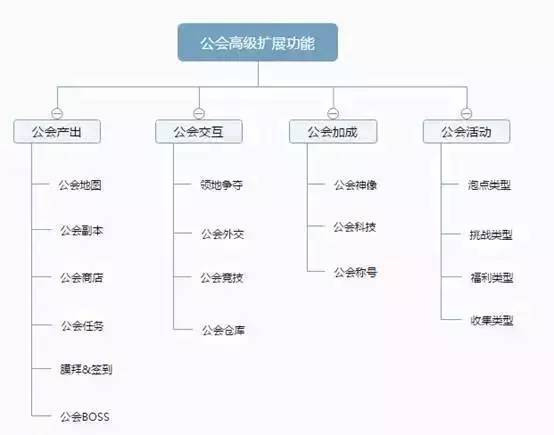 公会高级扩展功能
公会产出
公会地图
公会副本
公会商店
公会任务
膜拜&签到
公会BOSS
公会交互
领地争夺
公会外交
公会竞技
公会仓库
公会加成
公会神像
公会科技
公会称号
公会活动
泡点类型
挑战类型
福利类型
收集类型